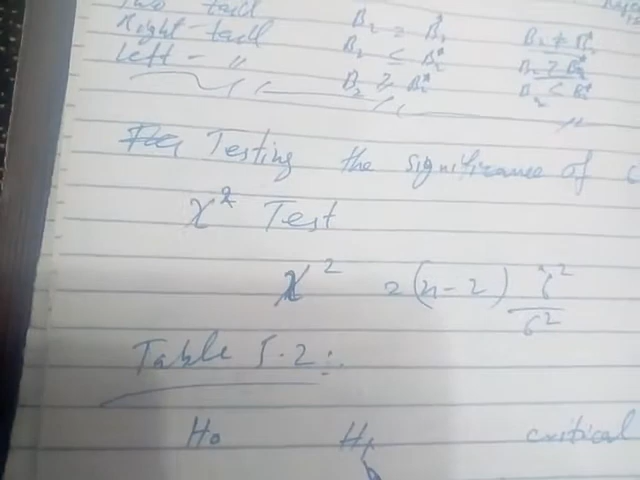 Two tail B₂ = B₂* B₂ ≠ B₂*
Right-tail B₂ ≤ B₂* B₂ > B₂*
Left - 〃 B₂ ≥ B₂* B₂ < B₂*
Testing the significance of
χ² Test
χ² = (n-2) σ̂²/σ²
Table 5.2:.
H₀ H₁ critical